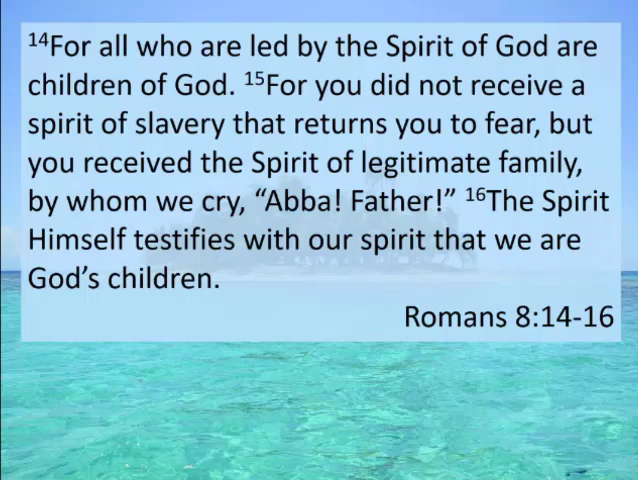 ¹⁴For all who are led by the Spirit of God are
children of God. ¹⁵For you did not receive a
spirit of slavery that returns you to fear, but
you received the Spirit of legitimate family,
by whom we cry, “Abba! Father!” ¹⁶The Spirit
Himself testifies with our spirit that we are
God’s children.
Romans 8:14-16